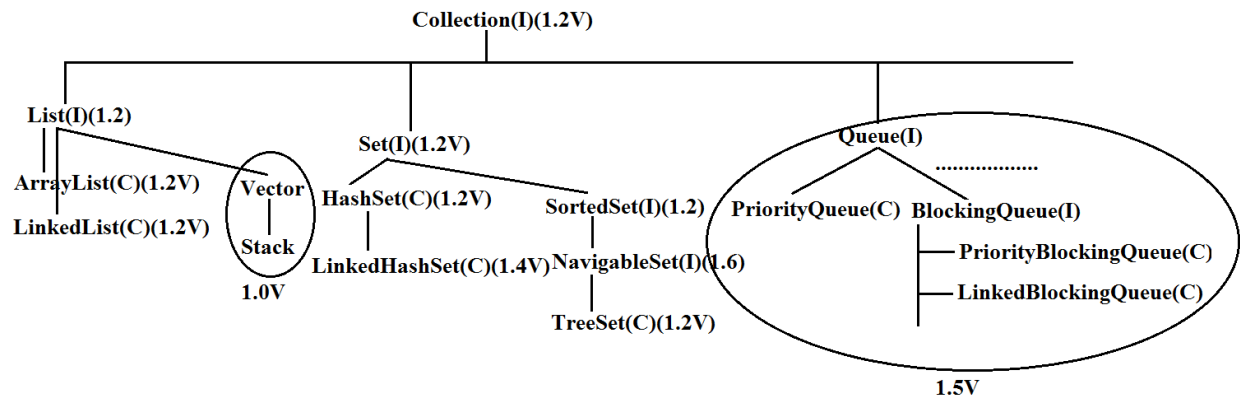 Collection(I)(1.2V)
List(I)(1.2)
ArrayList(C)(1.2V)
LinkedList(C)(1.2V)
Vector
Stack
1.0V
Set(I)(1.2V)
HashSet(C)(1.2V)
LinkedHashSet(C)(1.4V)
SortedSet(I)(1.2)
NavigableSet(I)(1.6)
TreeSet(C)(1.2V)
Queue(I)
...................
PriorityQueue(C)
BlockingQueue(I)
PriorityBlockingQueue(C)
LinkedBlockingQueue(C)
1.5V